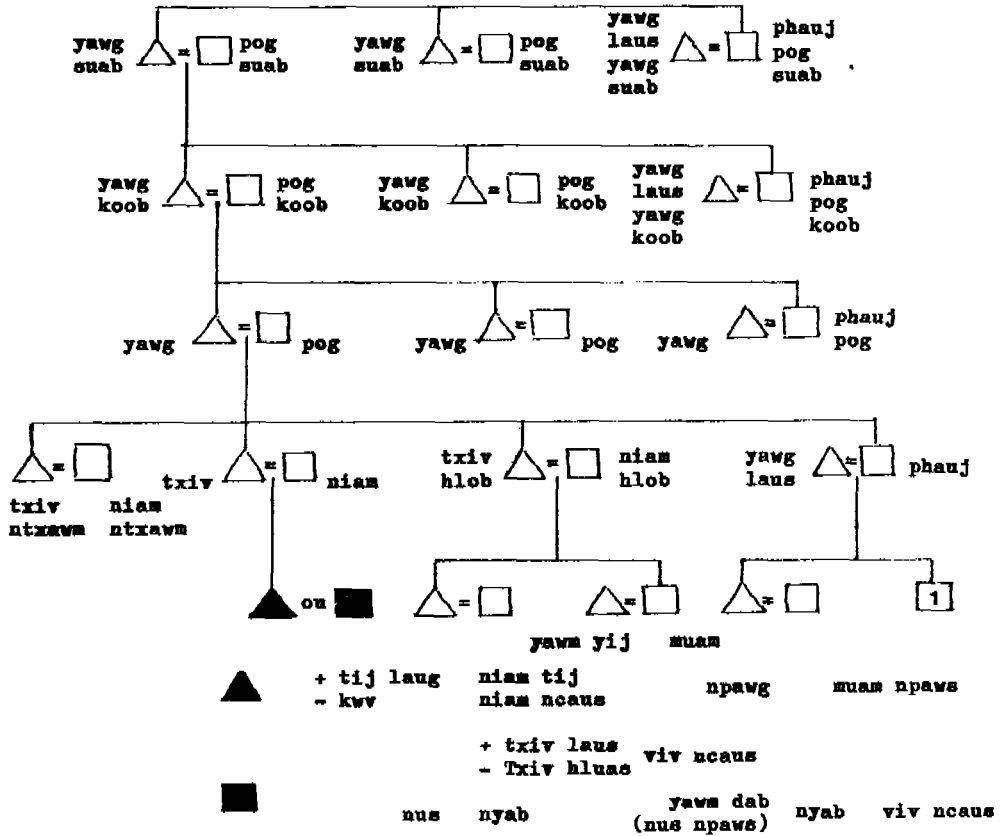 yawg suab = pog suab yawg suab = pog suab yawg laus yawg suab = phauj pog suab
yawg koob = pog koob yawg koob = pog koob yawg laus yawg koob = phauj pog koob
yawg = pog yawg = pog yawg = phauj pog
txiv ntxawm = niam ntxawm txiv = niam txiv hlob = niam hlob yawg laus = phauj
ou = = = 1
yawm yij muam
+ tij laug niam tij npawg muam npaws
- kwv niam ncaus
+ txiv laus viv ncaus
- Txiv hluas
nus nyab yawm dab nyab viv ncaus
(nus npaws)